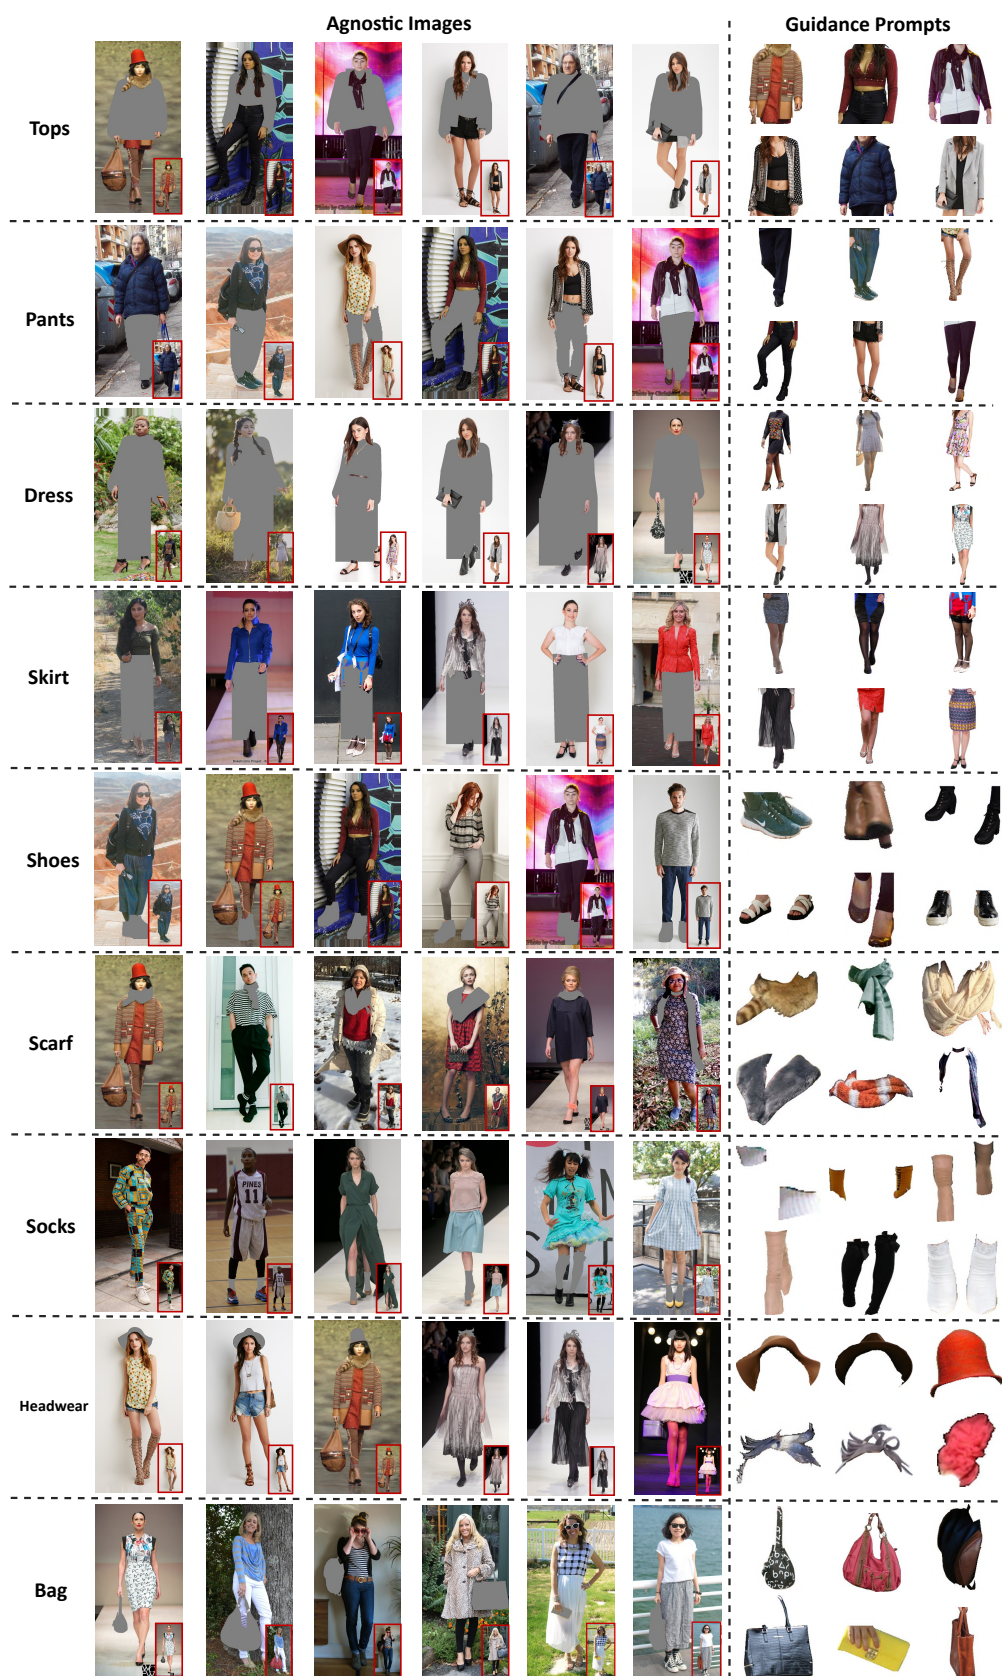 Agnostic Images
Guidance Prompts
Tops
Pants
Dress
Skirt
Shoes
Scarf
Socks
PINES
11
Headwear
Bag